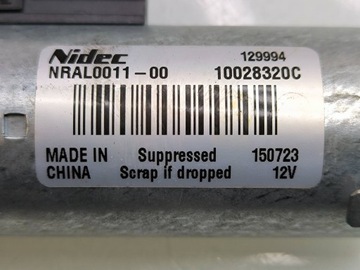 Nidec 129994
NRAL0011-00 10028320C
MADE IN Suppressed 150723
CHINA Scrap if dropped 12V